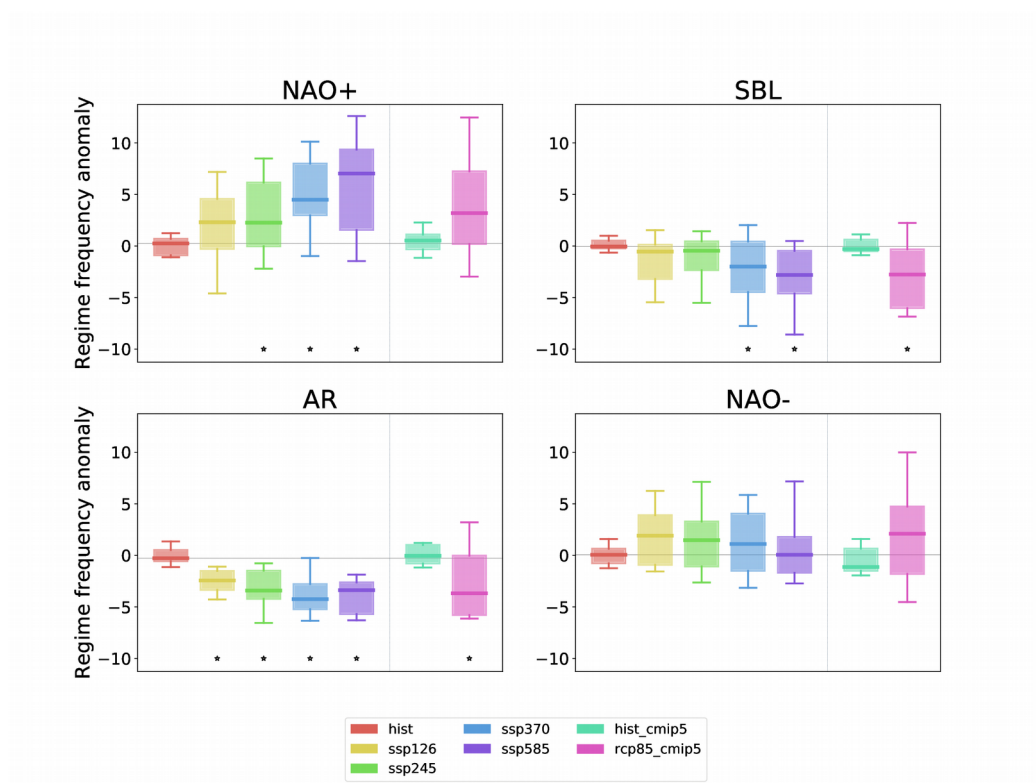 NAO+
SBL
Regime frequency anomaly
10
5
0
−5
−10
*
*
*
10
5
0
−5
−10
*
*
*
AR
NAO-
Regime frequency anomaly
10
5
0
−5
−10
*
*
*
*
*
10
5
0
−5
−10
hist
ssp370
hist_cmip5
ssp126
ssp585
rcp85_cmip5
ssp245